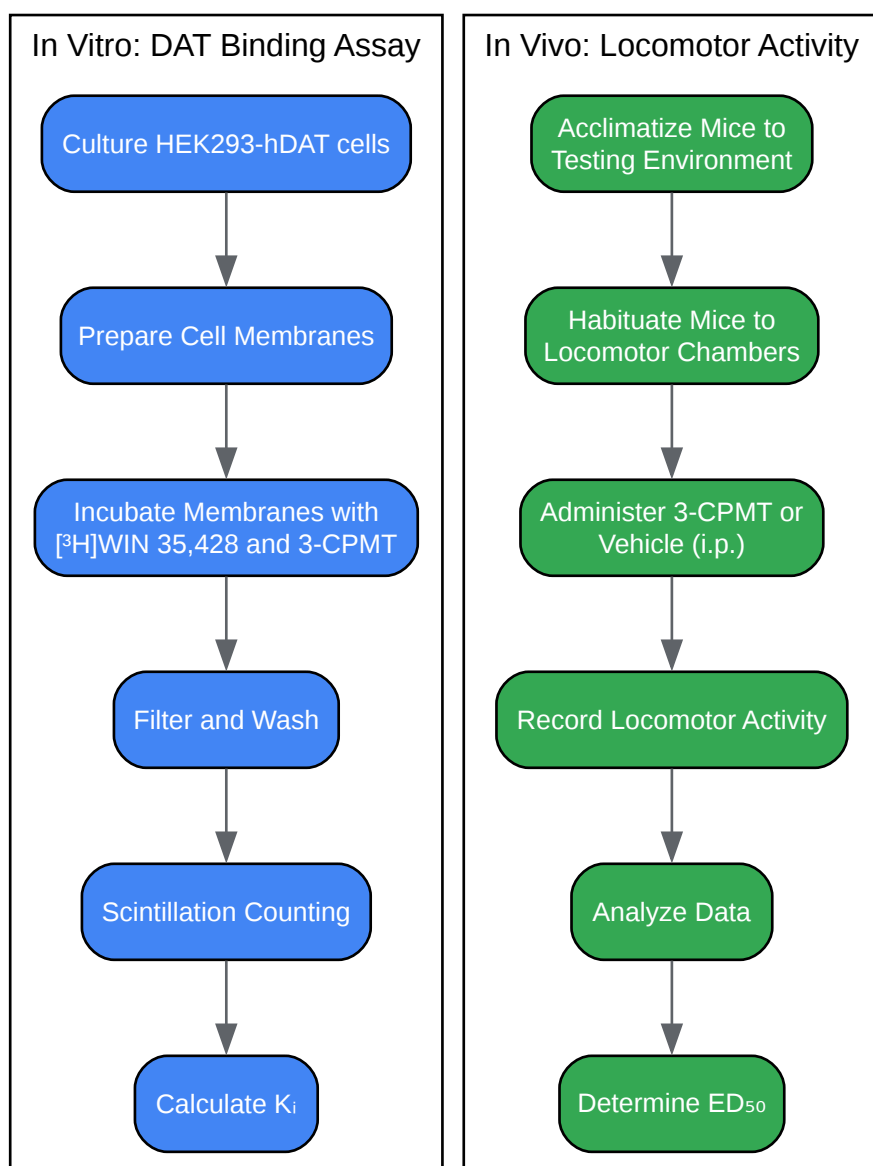 In Vitro: DAT Binding Assay
Culture HEK293-hDAT cells
Prepare Cell Membranes
Incubate Membranes with
[³H]WIN 35,428 and 3-CPMT
Filter and Wash
Scintillation Counting
Calculate Kᵢ
In Vivo: Locomotor Activity
Acclimatize Mice to
Testing Environment
Habituate Mice to
Locomotor Chambers
Administer 3-CPMT or
Vehicle (i.p.)
Record Locomotor Activity
Analyze Data
Determine ED₅₀